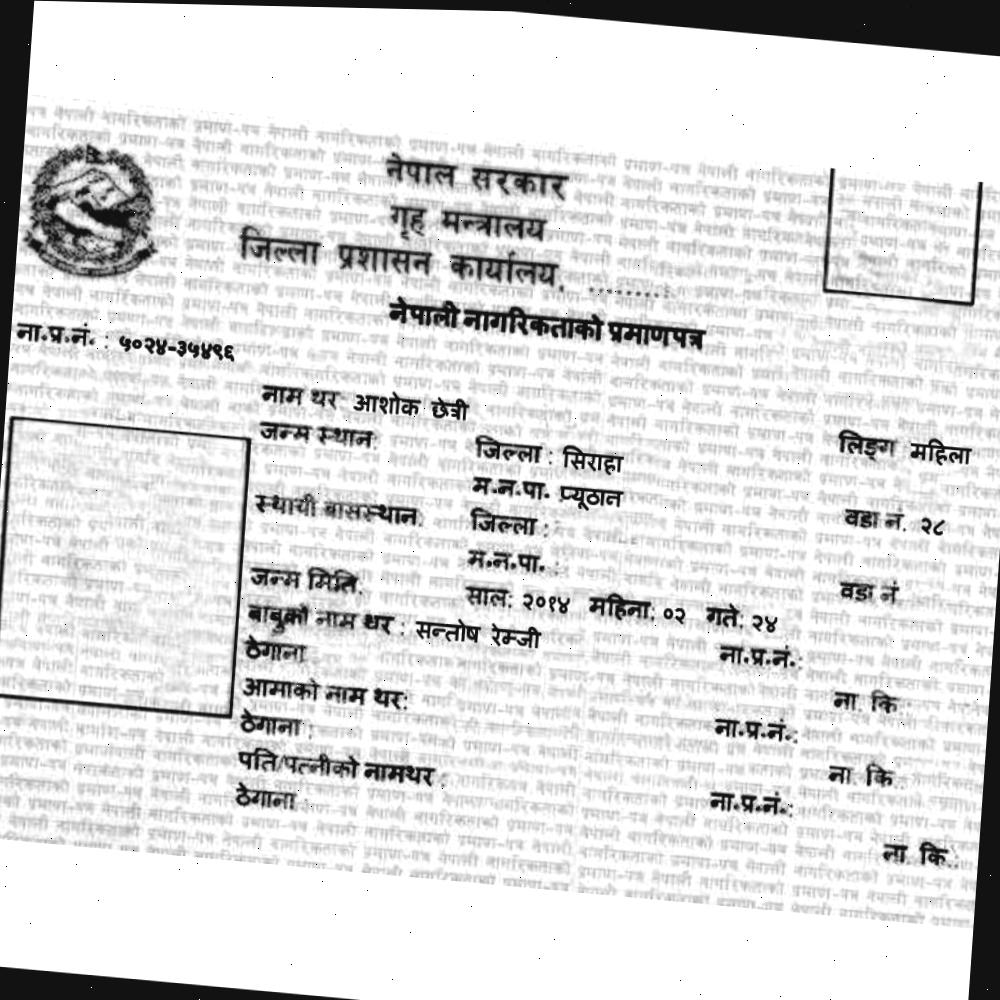 नेपाल सरकार
गृह मन्त्रालय
जिल्ला प्रशासन कार्यालय, .........
नेपाली नागरिकताको प्रमाणपत्र
ना.प्र.नं. : ५०२४-३५४९६
नाम थर आशोक छेत्री
लिङ्ग महिला
जन्म स्थान: जिल्ला : सिराहा
म.न.पा. प्यूठान वडा नं. २८
स्थायी बासस्थान: जिल्ला :
म.न.पा. : वडा नं
जन्म मिति: साल: २०१४ महिना: ०२ गते: २४
बाबुको नाम थर : सन्तोष रेम्जी ना.प्र.नं.:
ठेगाना ना. कि.:
आमाको नाम थर: ना.प्र.नं.:
ठेगाना : ना. कि.:
पति/पत्नीको नामथर : ना.प्र.नं.:
ठेगाना : ना. कि.: